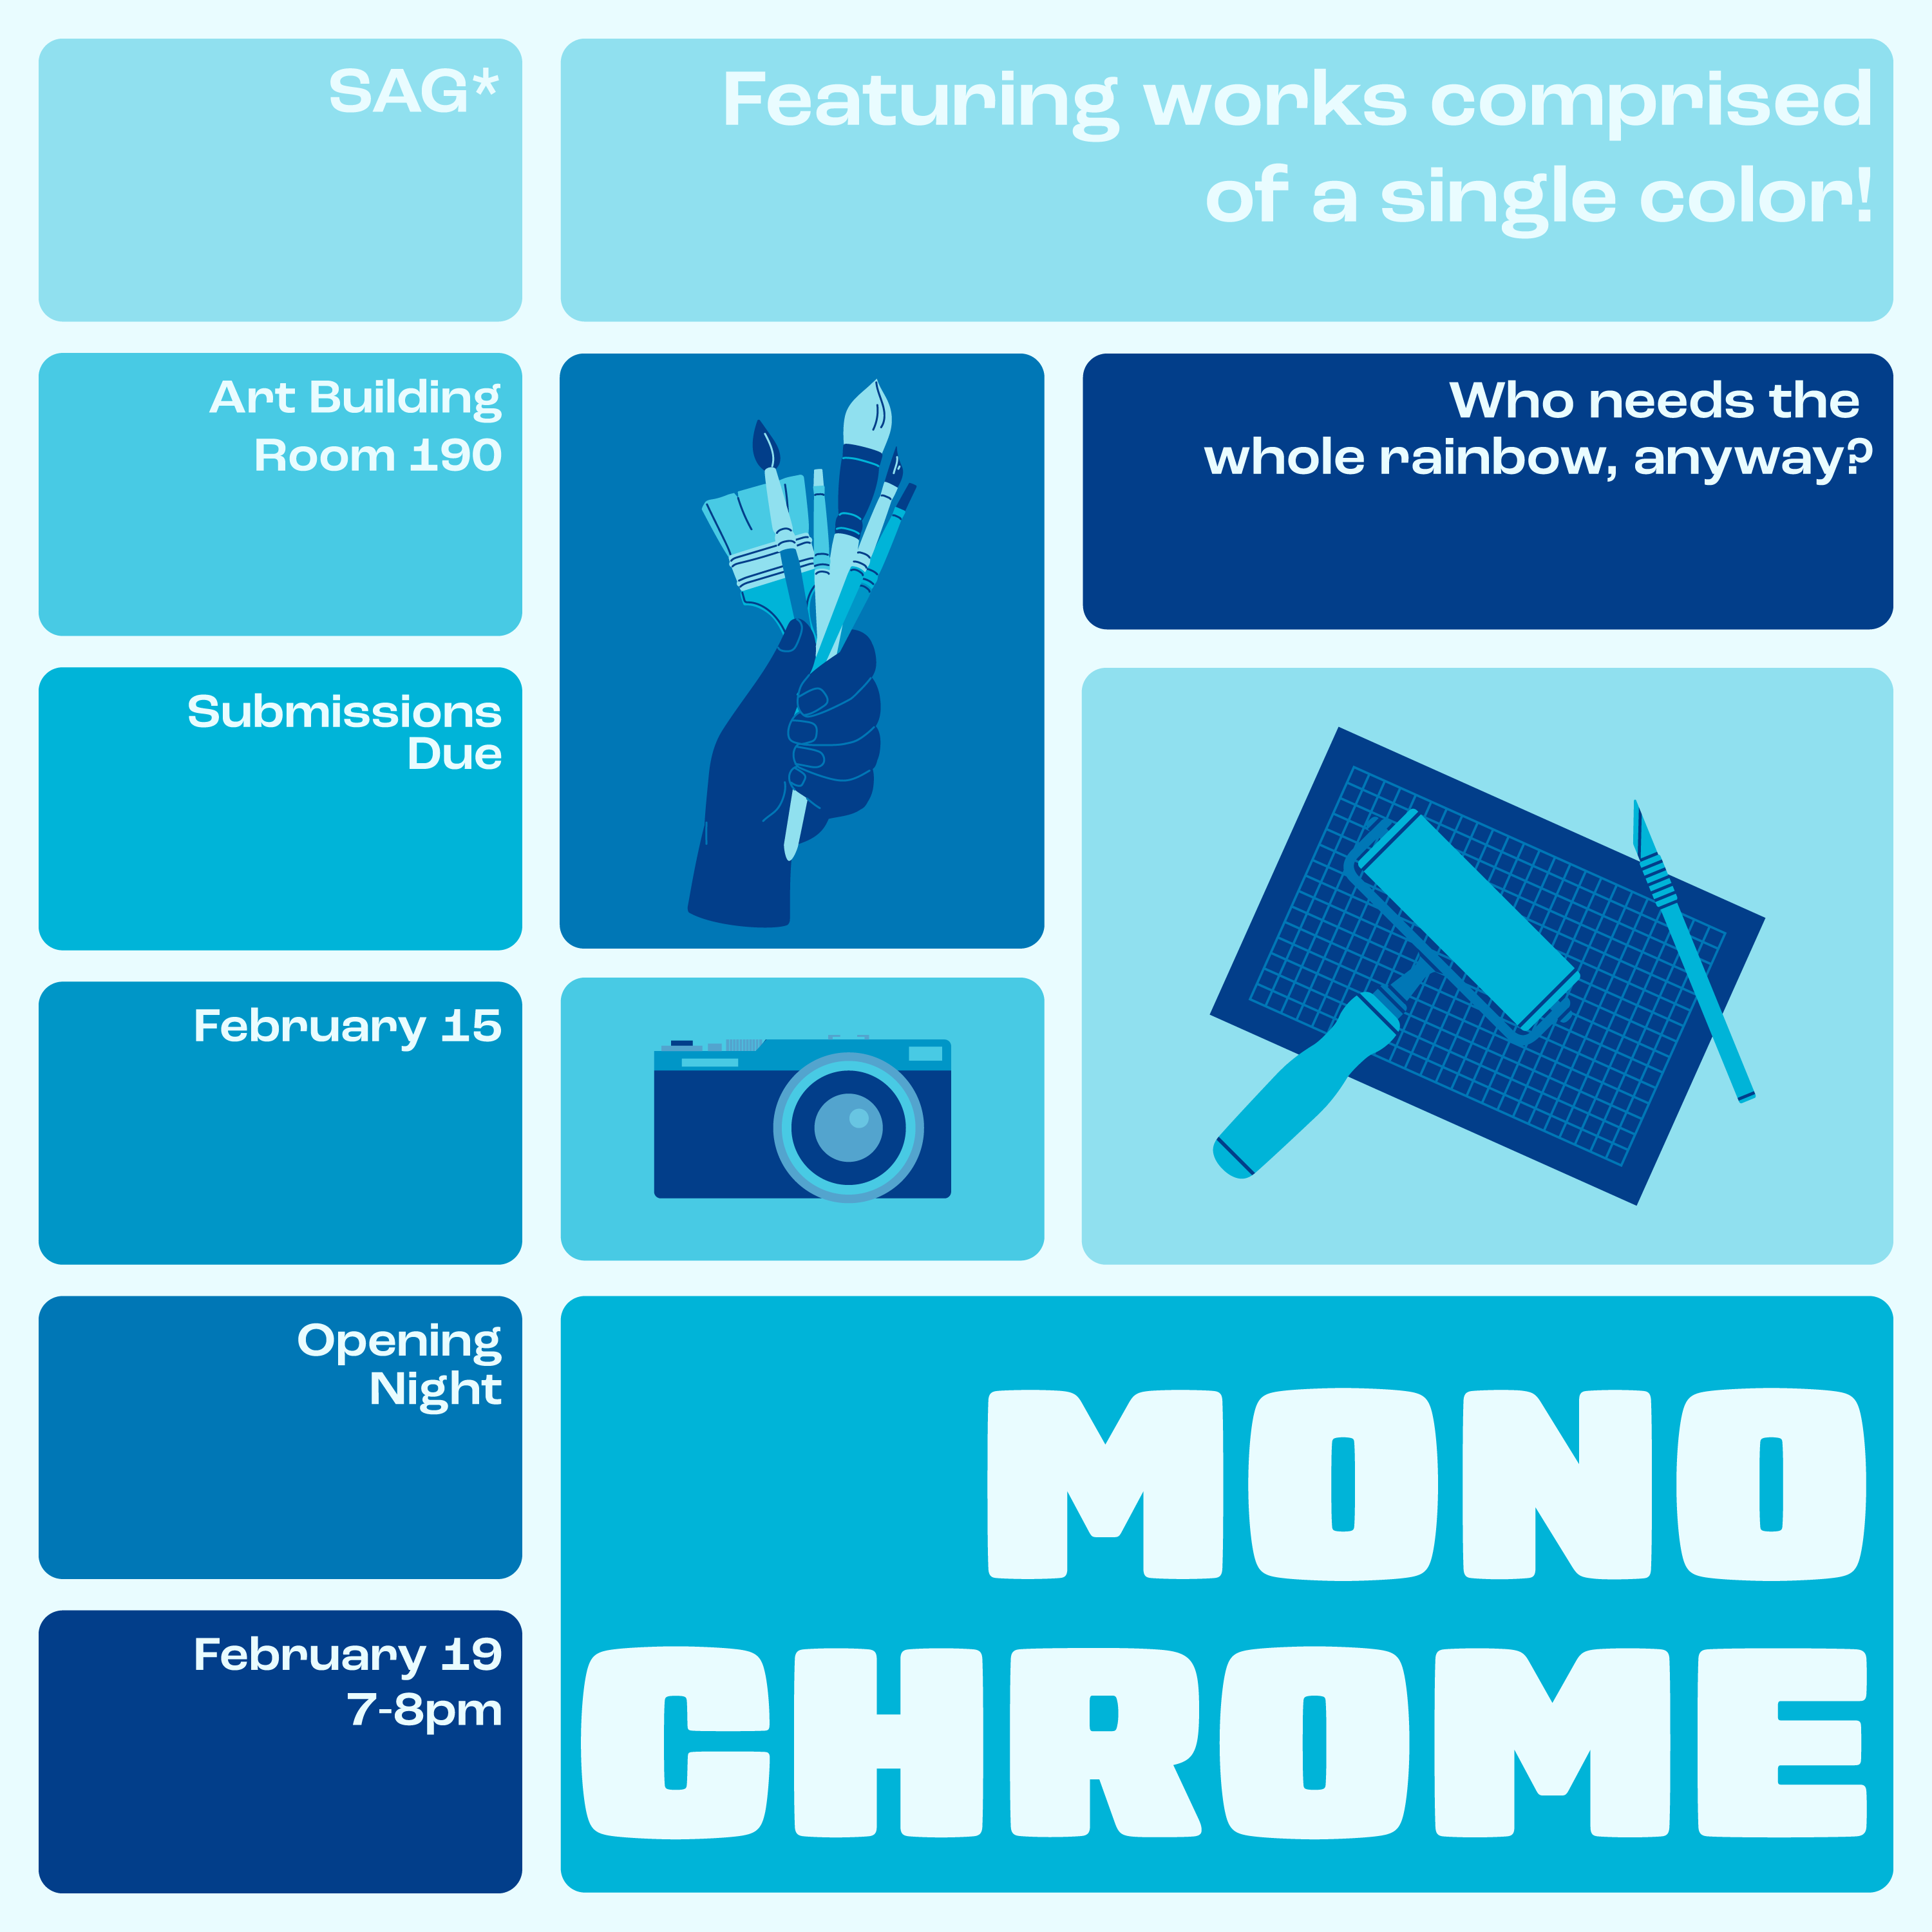 SAG*
Featuring works comprised
of a single color!
Art Building
Room 190
Who needs the
whole rainbow, anyway?
Submissions
Due
February 15
Opening
Night
February 19
7-8pm
MONO
CHROME